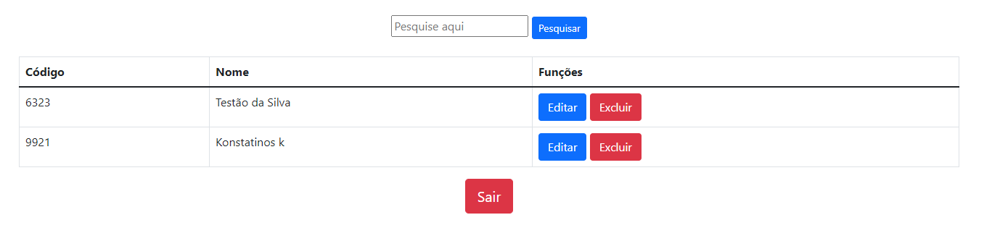 Pesquise aqui Pesquisar
Código Nome Funções
6323 Testão da Silva Editar Excluir
9921 Konstatinos k Editar Excluir
Sair